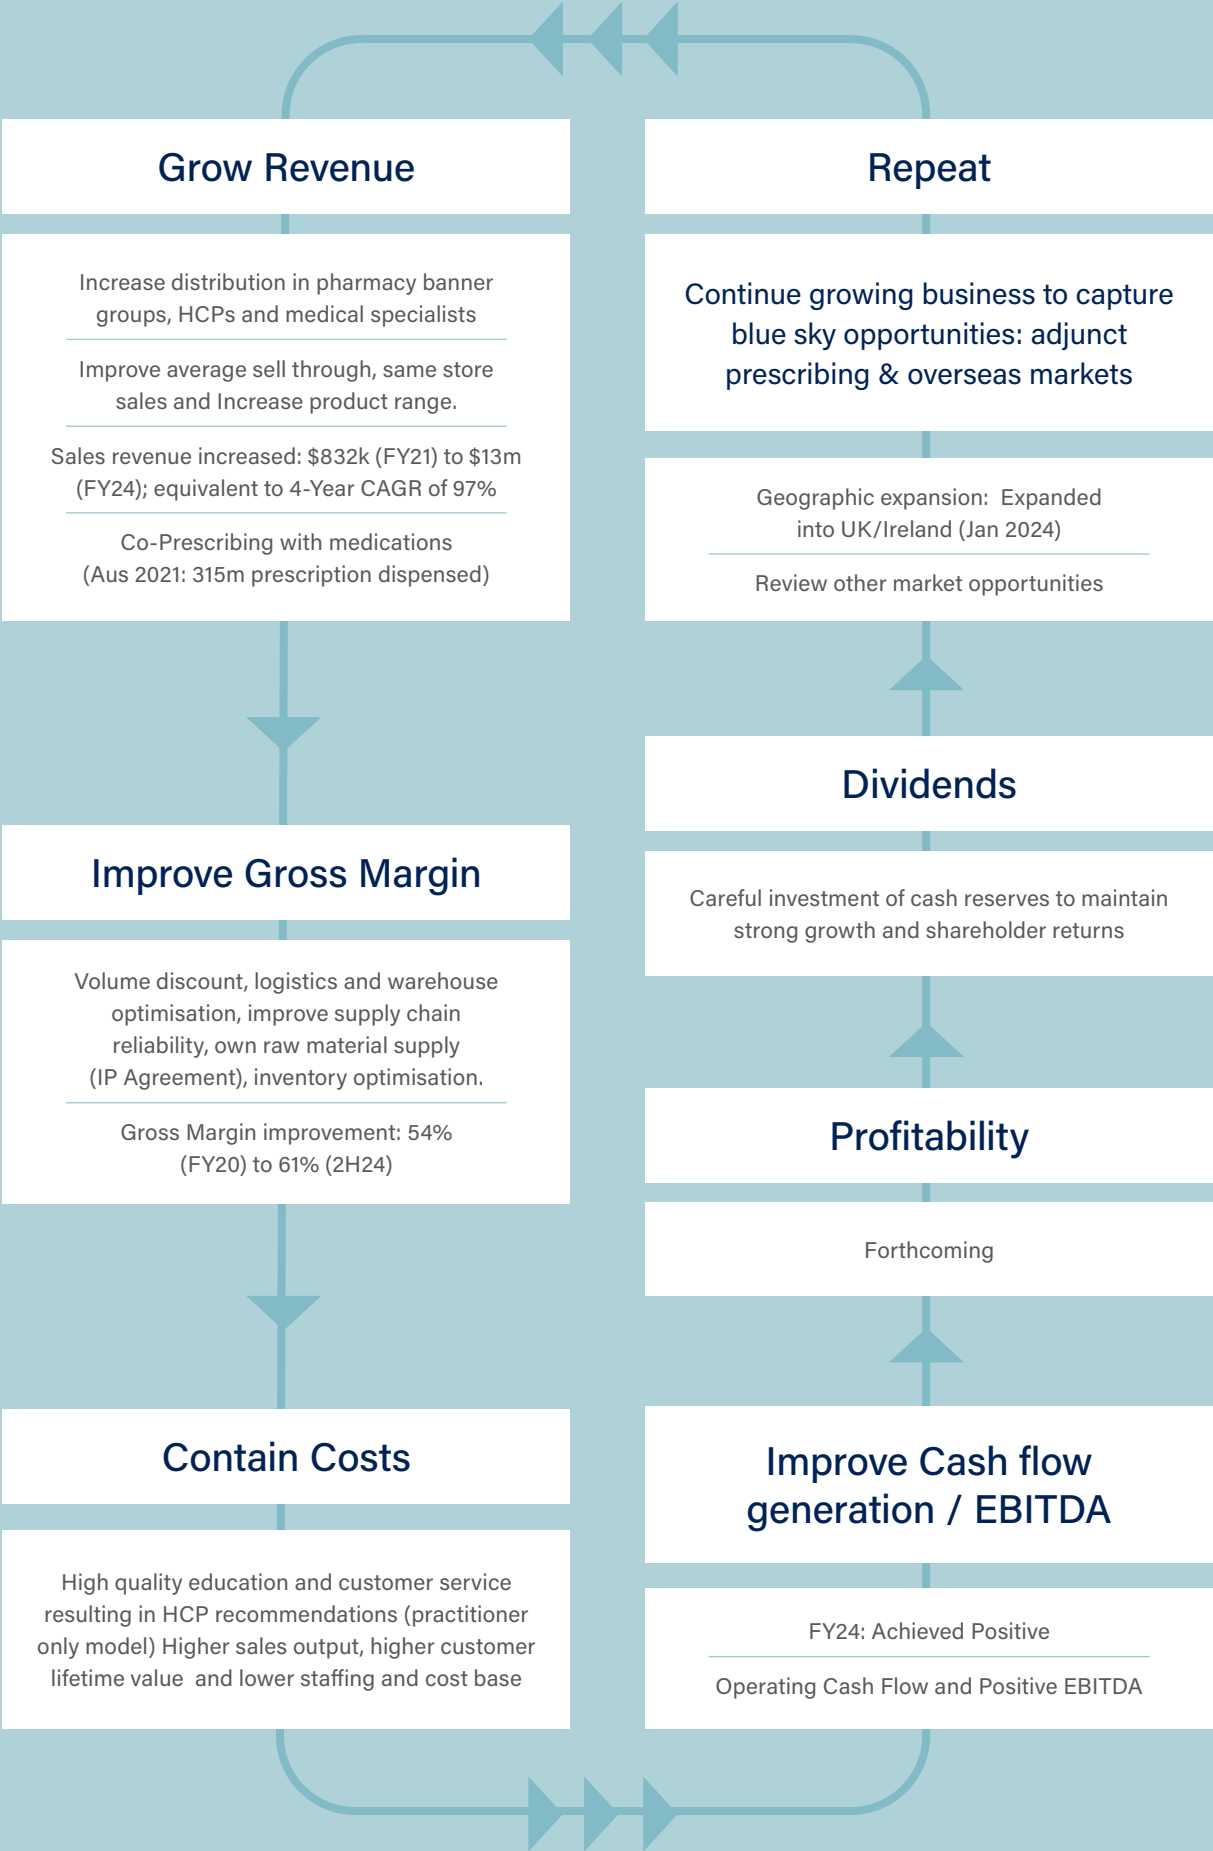 Grow Revenue
Increase distribution in pharmacy banner
groups, HCPs and medical specialists
Improve average sell through, same store
sales and Increase product range.
Sales revenue increased: $832k (FY21) to $13m
(FY24); equivalent to 4-Year CAGR of 97%
Co-Prescribing with medications
(Aus 2021: 315m prescription dispensed)
Improve Gross Margin
Volume discount, logistics and warehouse
optimisation, improve supply chain
reliability, own raw material supply
(IP Agreement), inventory optimisation.
Gross Margin improvement: 54%
(FY20) to 61% (2H24)
Contain Costs
High quality education and customer service
resulting in HCP recommendations (practitioner
only model) Higher sales output, higher customer
lifetime value and lower staffing and cost base
Improve Cash flow
generation / EBITDA
FY24: Achieved Positive
Operating Cash Flow and Positive EBITDA
Profitability
Forthcoming
Dividends
Careful investment of cash reserves to maintain
strong growth and shareholder returns
Repeat
Continue growing business to capture
blue sky opportunities: adjunct
prescribing & overseas markets
Geographic expansion: Expanded
into UK/Ireland (Jan 2024)
Review other market opportunities